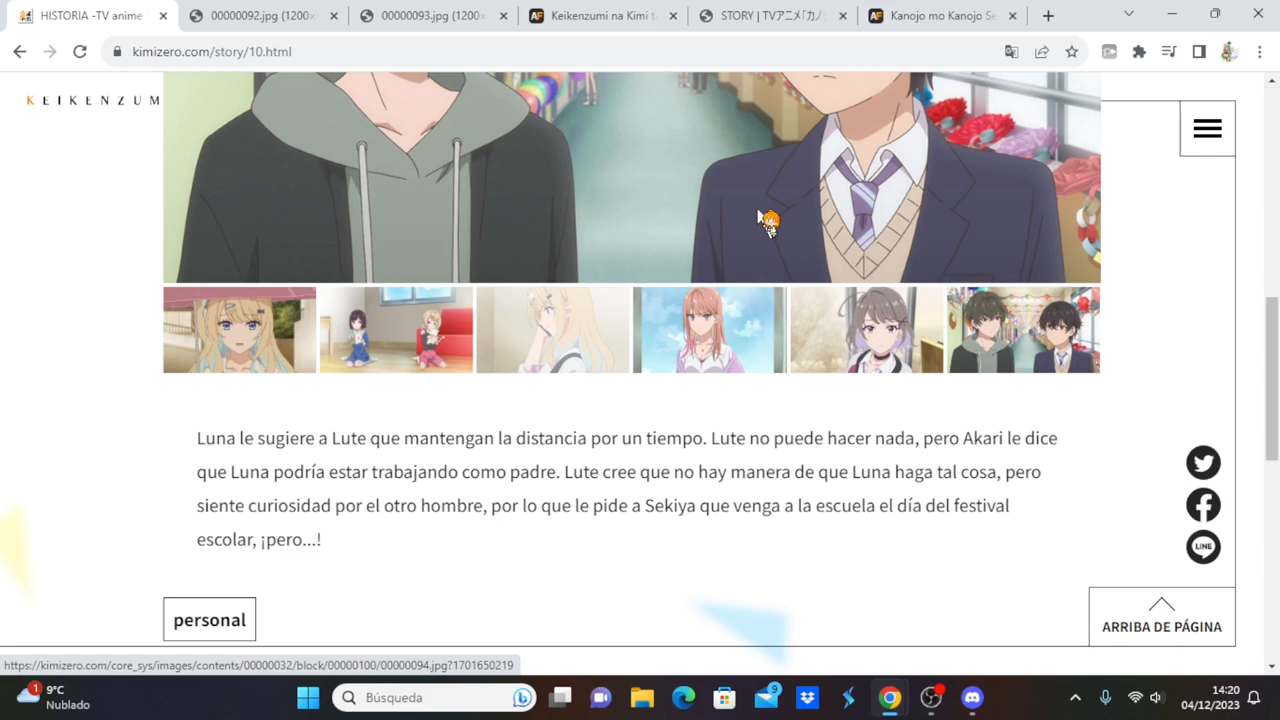 HISTORIA -TV anime
00000092.jpg (1200×
00000093.jpg (1200×
Keikenzumi na Kimi t
STORY | TVアニメ「カノ
Kanojo mo Kanojo Se
kimizero.com/story/10.html
KEIKENZUM
Luna le sugiere a Lute que mantengan la distancia por un tiempo. Lute no puede hacer nada, pero Akari le dice
que Luna podría estar trabajando como padre. Lute cree que no hay manera de que Luna haga tal cosa, pero
siente curiosidad por el otro hombre, por lo que le pide a Sekiya que venga a la escuela el día del festival
escolar, ¡pero...!
LINE
personal
ARRIBA DE PÁGINA
https://kimizero.com/core_sys/images/contents/00000032/block/00000100/00000094.jpg?1701650219
1
9°C
Nublado
Búsqueda
9
14:20
04/12/2023